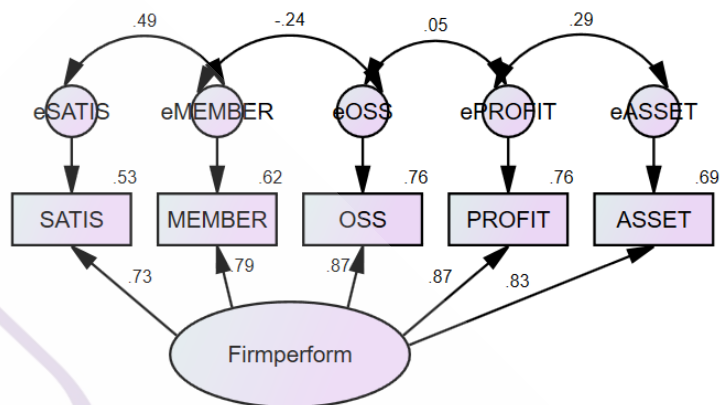 .49 -.24 .05 .29
eSATIS eMEMBER eOSS ePROFIT eASSET
.53 .62 .76 .76 .69
SATIS MEMBER OSS PROFIT ASSET
.73 .79 .87 .87 .83
Firmperform